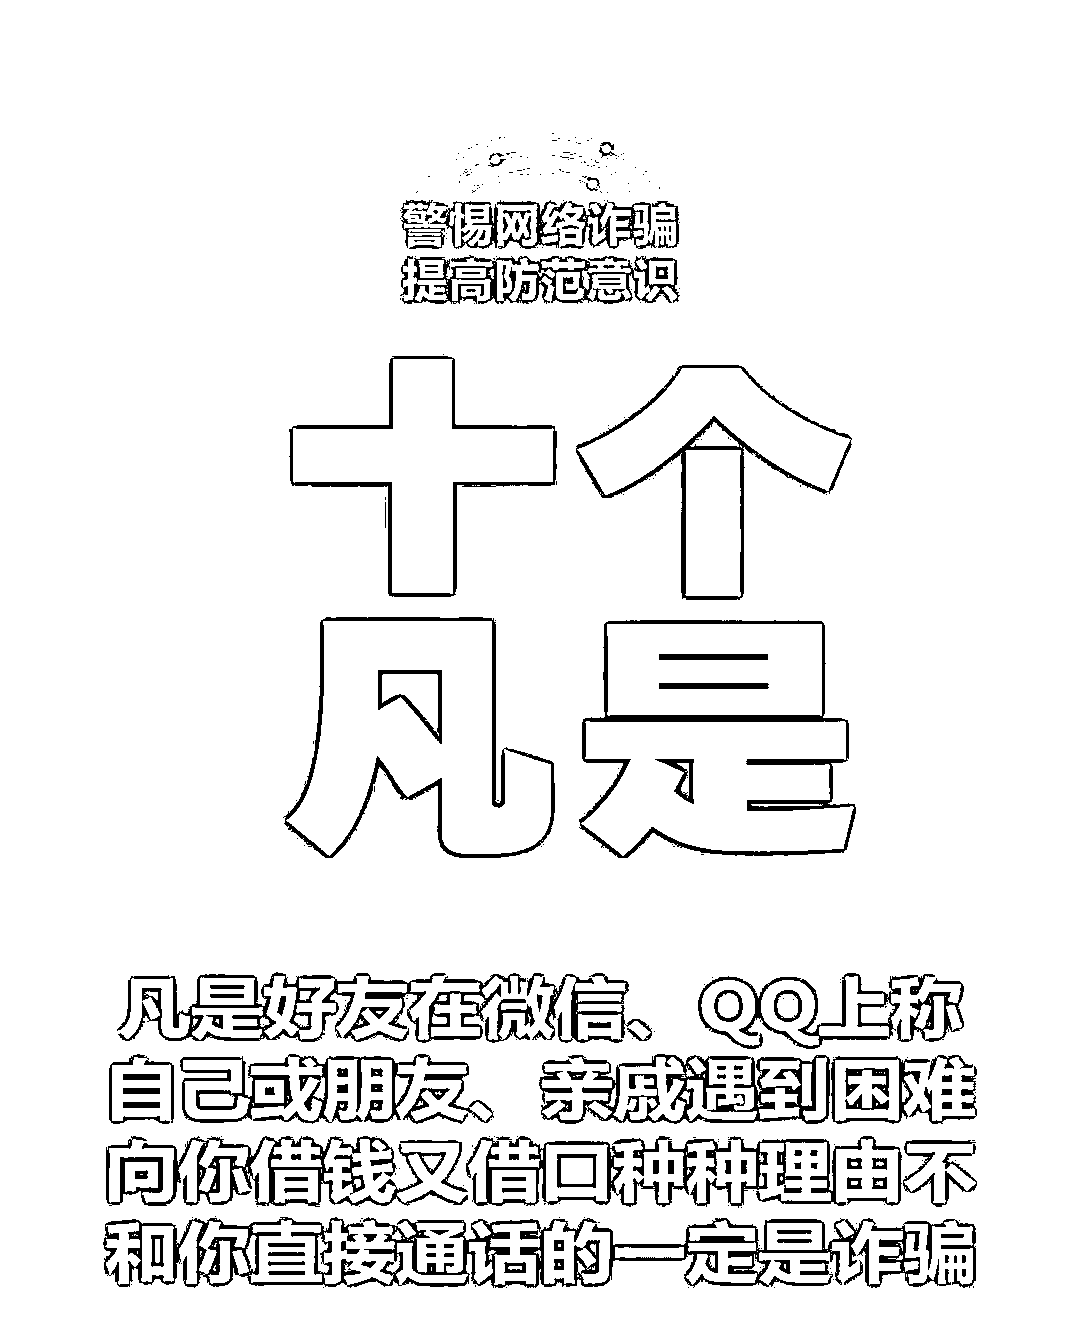 警惕网络诈骗
提高防范意识
十个
凡是
凡是好友在微信、QQ上称
自己或朋友、亲戚遇到困难
向你借钱又借口种种理由不
和你直接通话的一定是诈骗